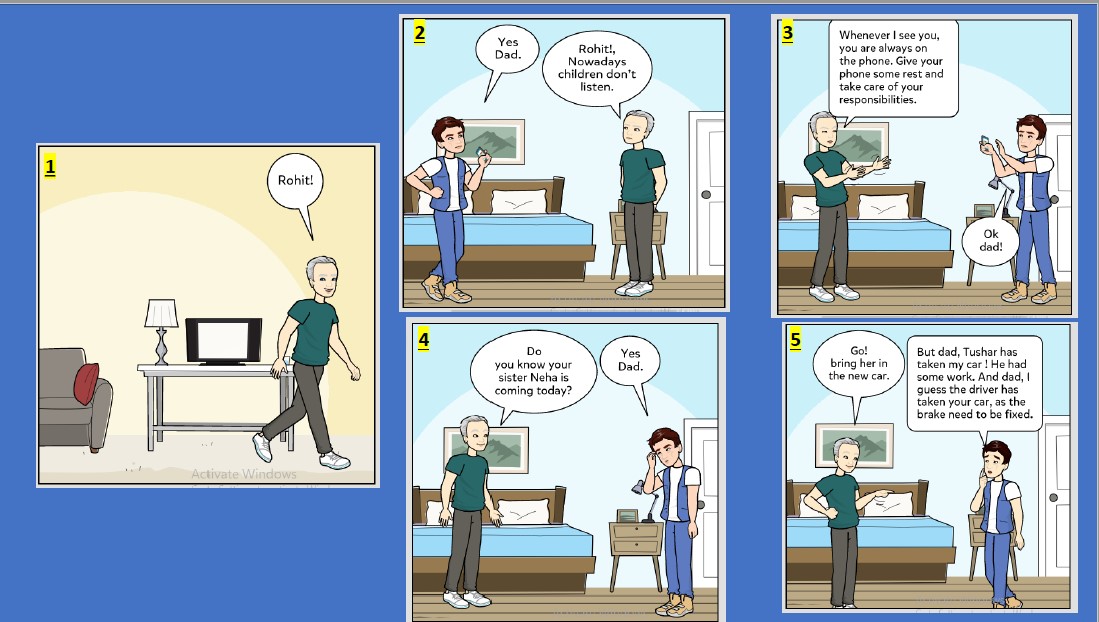 1
Rohit!
2
Yes
Dad.
Rohit!,
Nowadays
children don't
listen.
3
Whenever I see you,
you are always on
the phone. Give your
phone some rest and
take care of your
responsibilities.
Ok
dad!
4
Do
you know your
sister Neha is
coming today?
Yes
Dad.
5
Go!
bring her in
the new car.
But dad, Tushar has
taken my car ! He had
some work. And dad, I
guess the driver has
taken your car, as the
brake need to be fixed.
Activate Windows